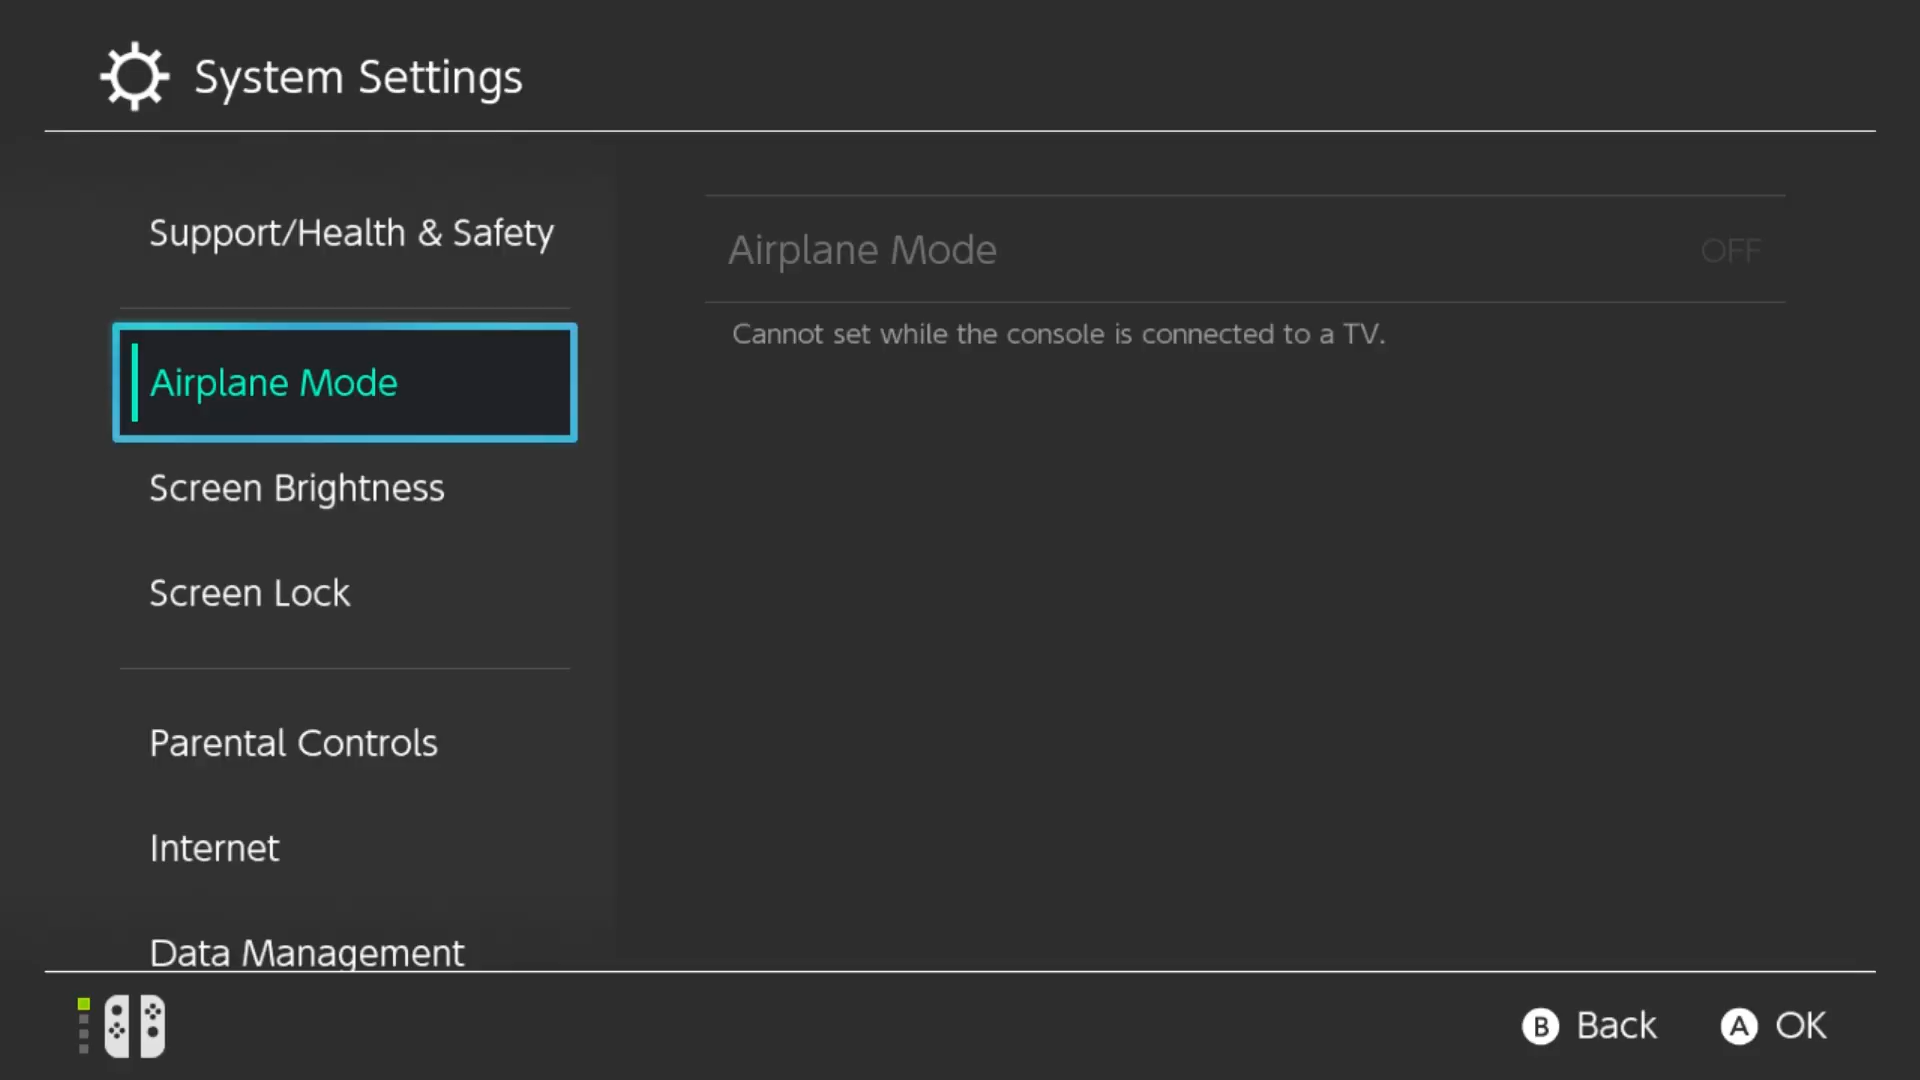 System Settings
Support/Health & Safety
Airplane Mode
Screen Brightness
Screen Lock
Parental Controls
Internet
Data Management
Airplane Mode OFF
Cannot set while the console is connected to a TV.
B Back A OK